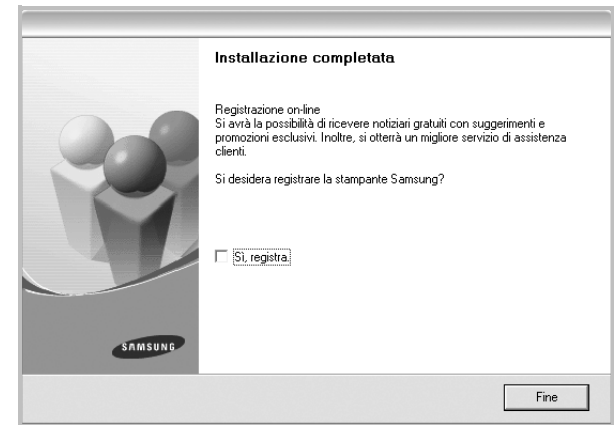 Installazione completata
Registrazione on-line
Si avrà la possibilità di ricevere notiziari gratuiti con suggerimenti e
promozioni esclusivi. Inoltre, si otterrà un migliore servizio di assistenza
clienti.
Si desidera registrare la stampante Samsung?
Sì, registra.
SAMSUNG
Fine